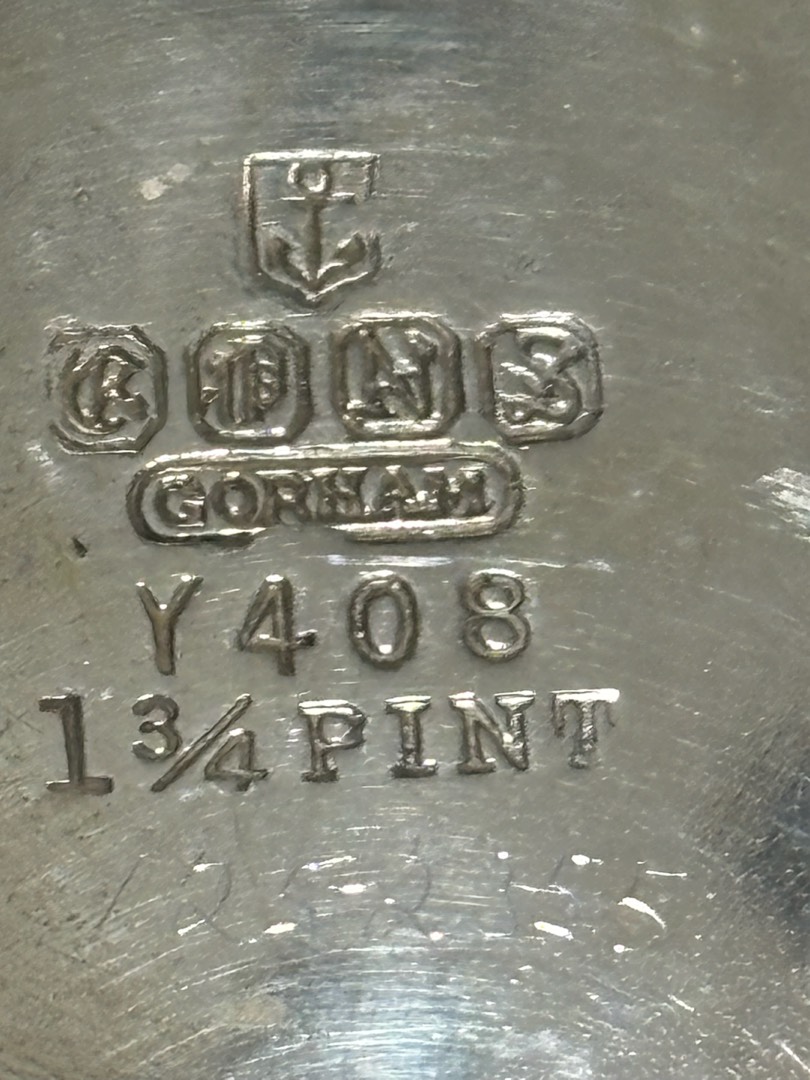 E P N S
GORHAM
Y408
1¾ PINT